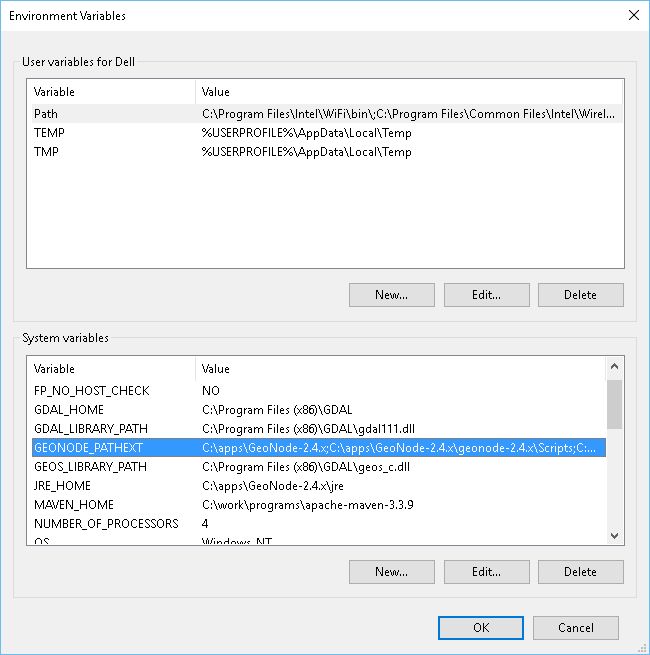 Environment Variables
User variables for Dell
Variable Value
Path C:\Program Files\Intel\WiFi\bin\;C:\Program Files\Common Files\Intel\Wirel...
TEMP %USERPROFILE%\AppData\Local\Temp
TMP %USERPROFILE%\AppData\Local\Temp
New... Edit... Delete
System variables
Variable Value
FP_NO_HOST_CHECK NO
GDAL_HOME C:\Program Files (x86)\GDAL
GDAL_LIBRARY_PATH C:\Program Files (x86)\GDAL\gdal111.dll
GEONODE_PATHEXT C:\apps\GeoNode-2.4.x;C:\apps\GeoNode-2.4.x\geonode-2.4.x\Scripts;C:...
GEOS_LIBRARY_PATH C:\Program Files (x86)\GDAL\geos_c.dll
JRE_HOME C:\apps\GeoNode-2.4.x\jre
MAVEN_HOME C:\work\programs\apache-maven-3.3.9
NUMBER_OF_PROCESSORS 4
OS Windows_NT
New... Edit... Delete
OK Cancel